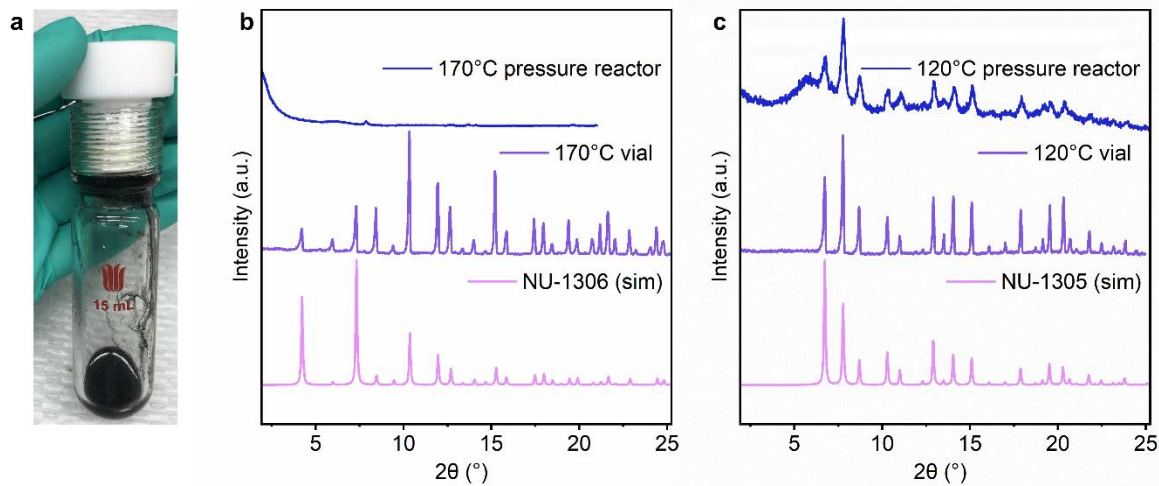 a
15 mL
b
170°C pressure reactor
170°C vial
NU-1306 (sim)
Intensity (a.u.)
5 10 15 20 25
2θ (°)
c
120°C pressure reactor
120°C vial
NU-1305 (sim)
Intensity (a.u.)
5 10 15 20 25
2θ (°)